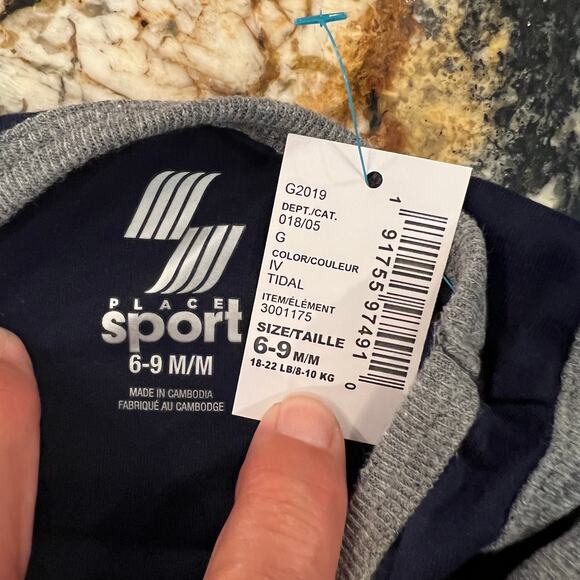 PLACE
sport
6-9 M/M
MADE IN CAMBODIA
FABRIQUÉ AU CAMBODGE
G2019
DEPT./CAT.
018/05
G
COLOR/COULEUR
IV
TIDAL
ITEM/ÉLÉMENT
3001175
SIZE/TAILLE
6-9 M/M
18-22 LB/8-10 KG
1 91755 97491 0